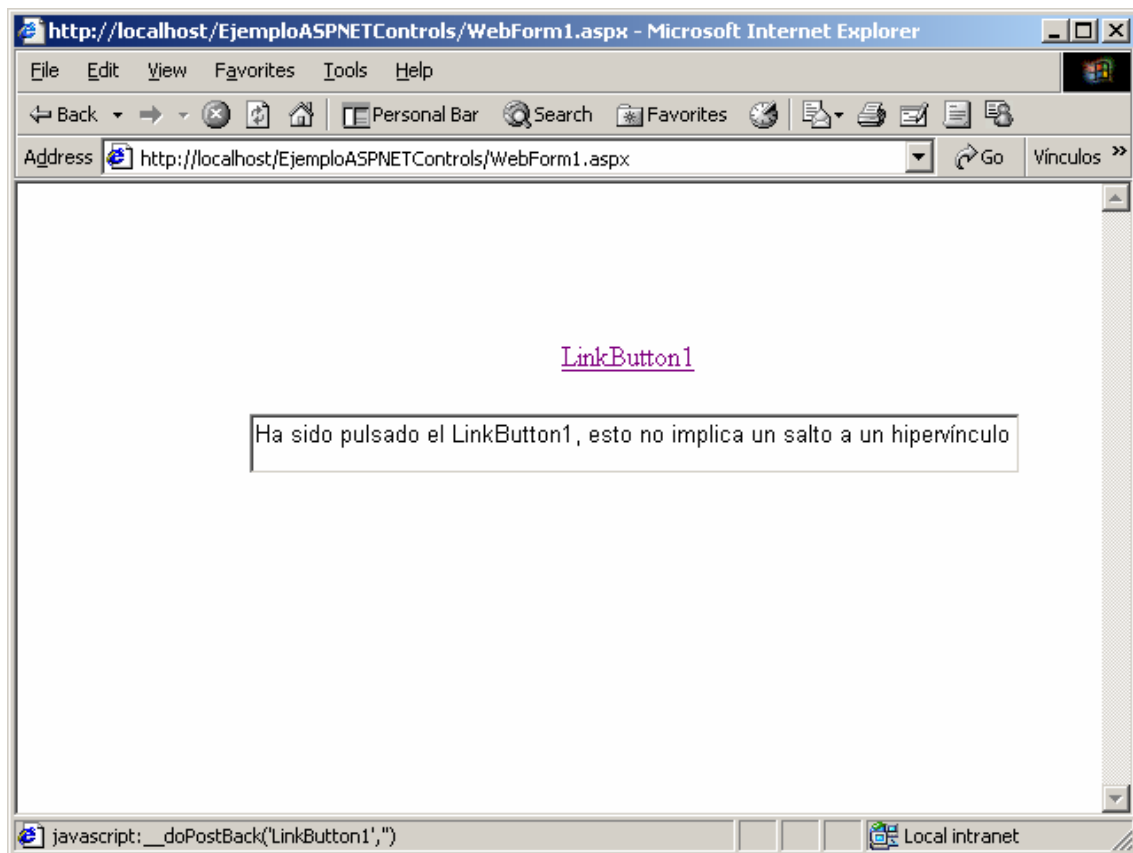 http://localhost/EjemploASPNETControls/WebForm1.aspx - Microsoft Internet Explorer
File Edit View Favorites Tools Help
Back Personal Bar Search Favorites
Address http://localhost/EjemploASPNETControls/WebForm1.aspx Go Vínculos »
LinkButton1
Ha sido pulsado el LinkButton1, esto no implica un salto a un hipervínculo
javascript:__doPostBack('LinkButton1','') Local intranet